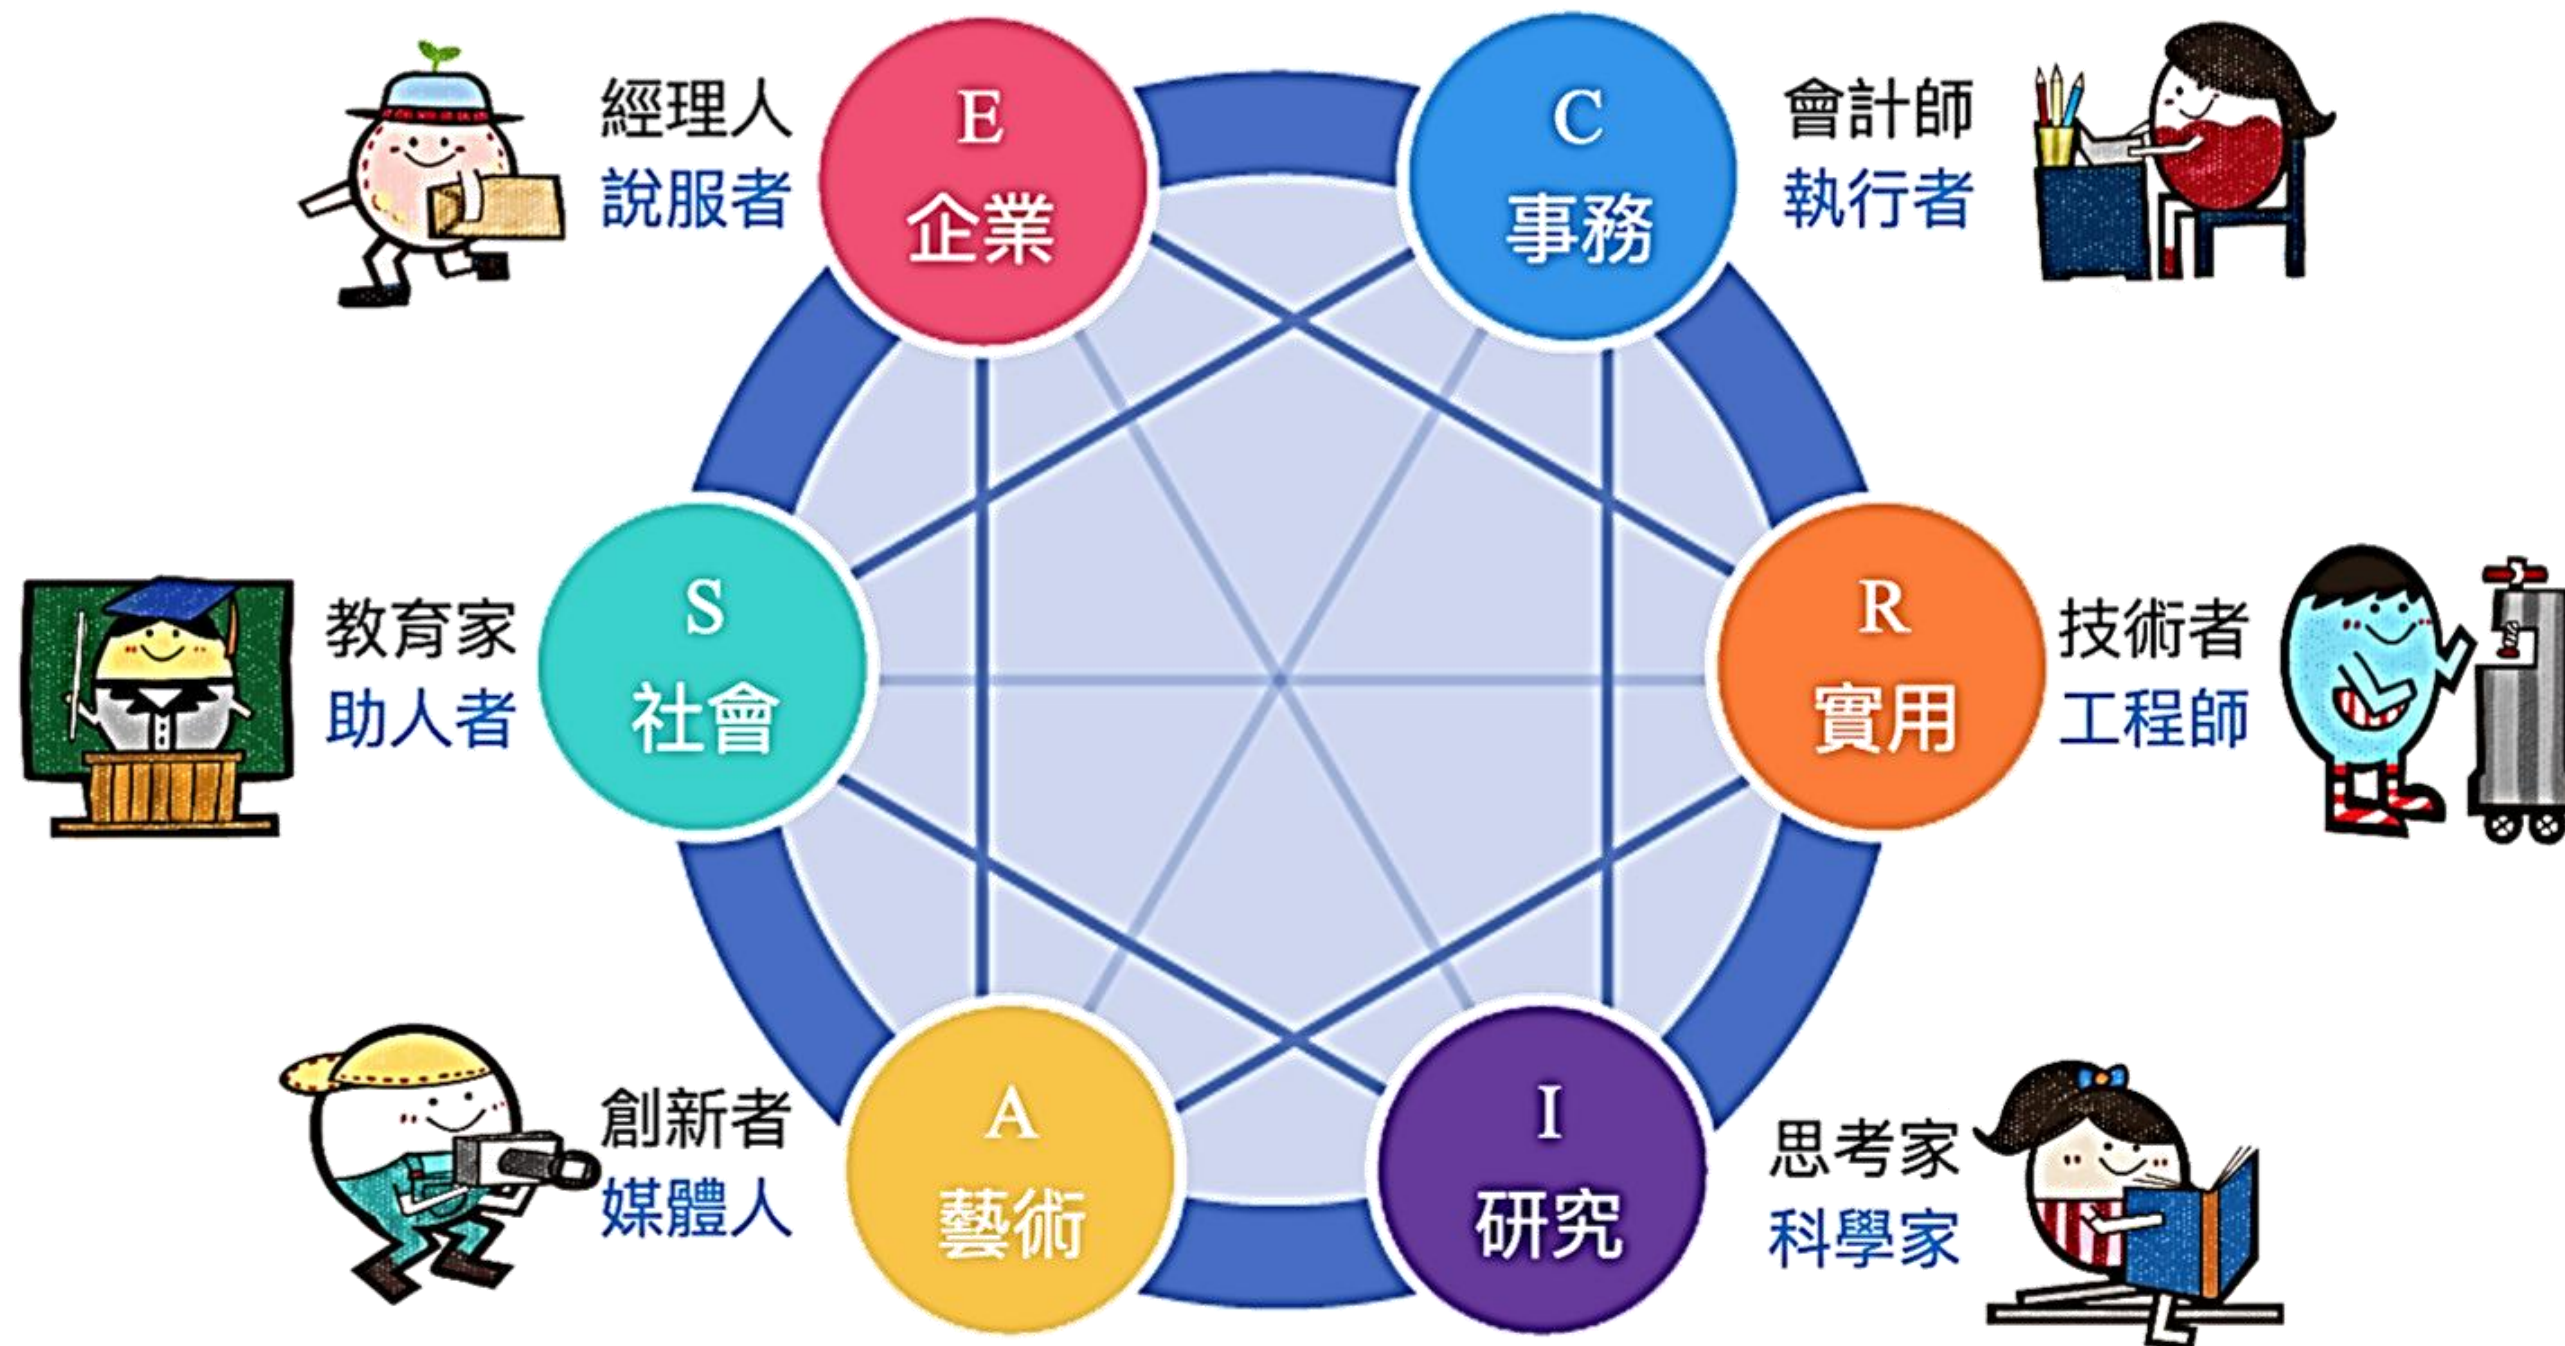 經理人
說服者
E
企業
C
事務
會計師
執行者
教育家
助人者
S
社會
R
實用
技術者
工程師
創新者
媒體人
A
藝術
I
研究
思考家
科學家